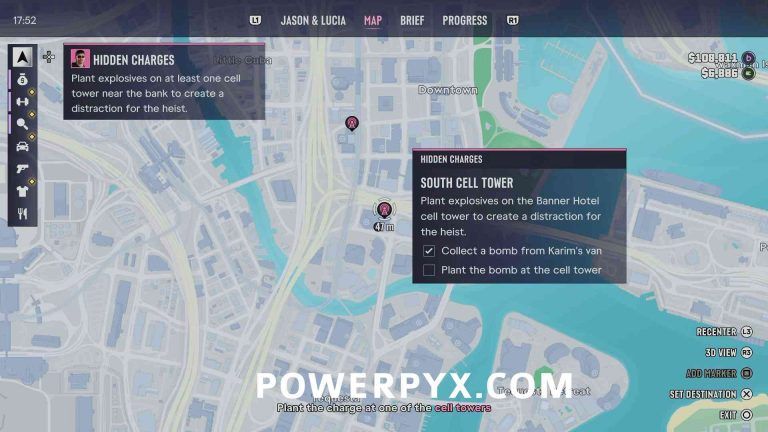 17:52
L1 JASON & LUCIA MAP BRIEF PROGRESS R1
HIDDEN CHARGES
Plant explosives on at least one cell
tower near the bank to create a
distraction for the heist.
Little Cuba
$108,811
$6,886
Downtown
HIDDEN CHARGES
SOUTH CELL TOWER
Plant explosives on the Banner Hotel
cell tower to create a distraction for
the heist.
Collect a bomb from Karim's van
Plant the bomb at the cell tower
47 m
RECENTER L3
3D VIEW R3
ADD MARKER
SET DESTINATION
EXIT
POWERPYX.COM
Plant the charge at one of the cell towers